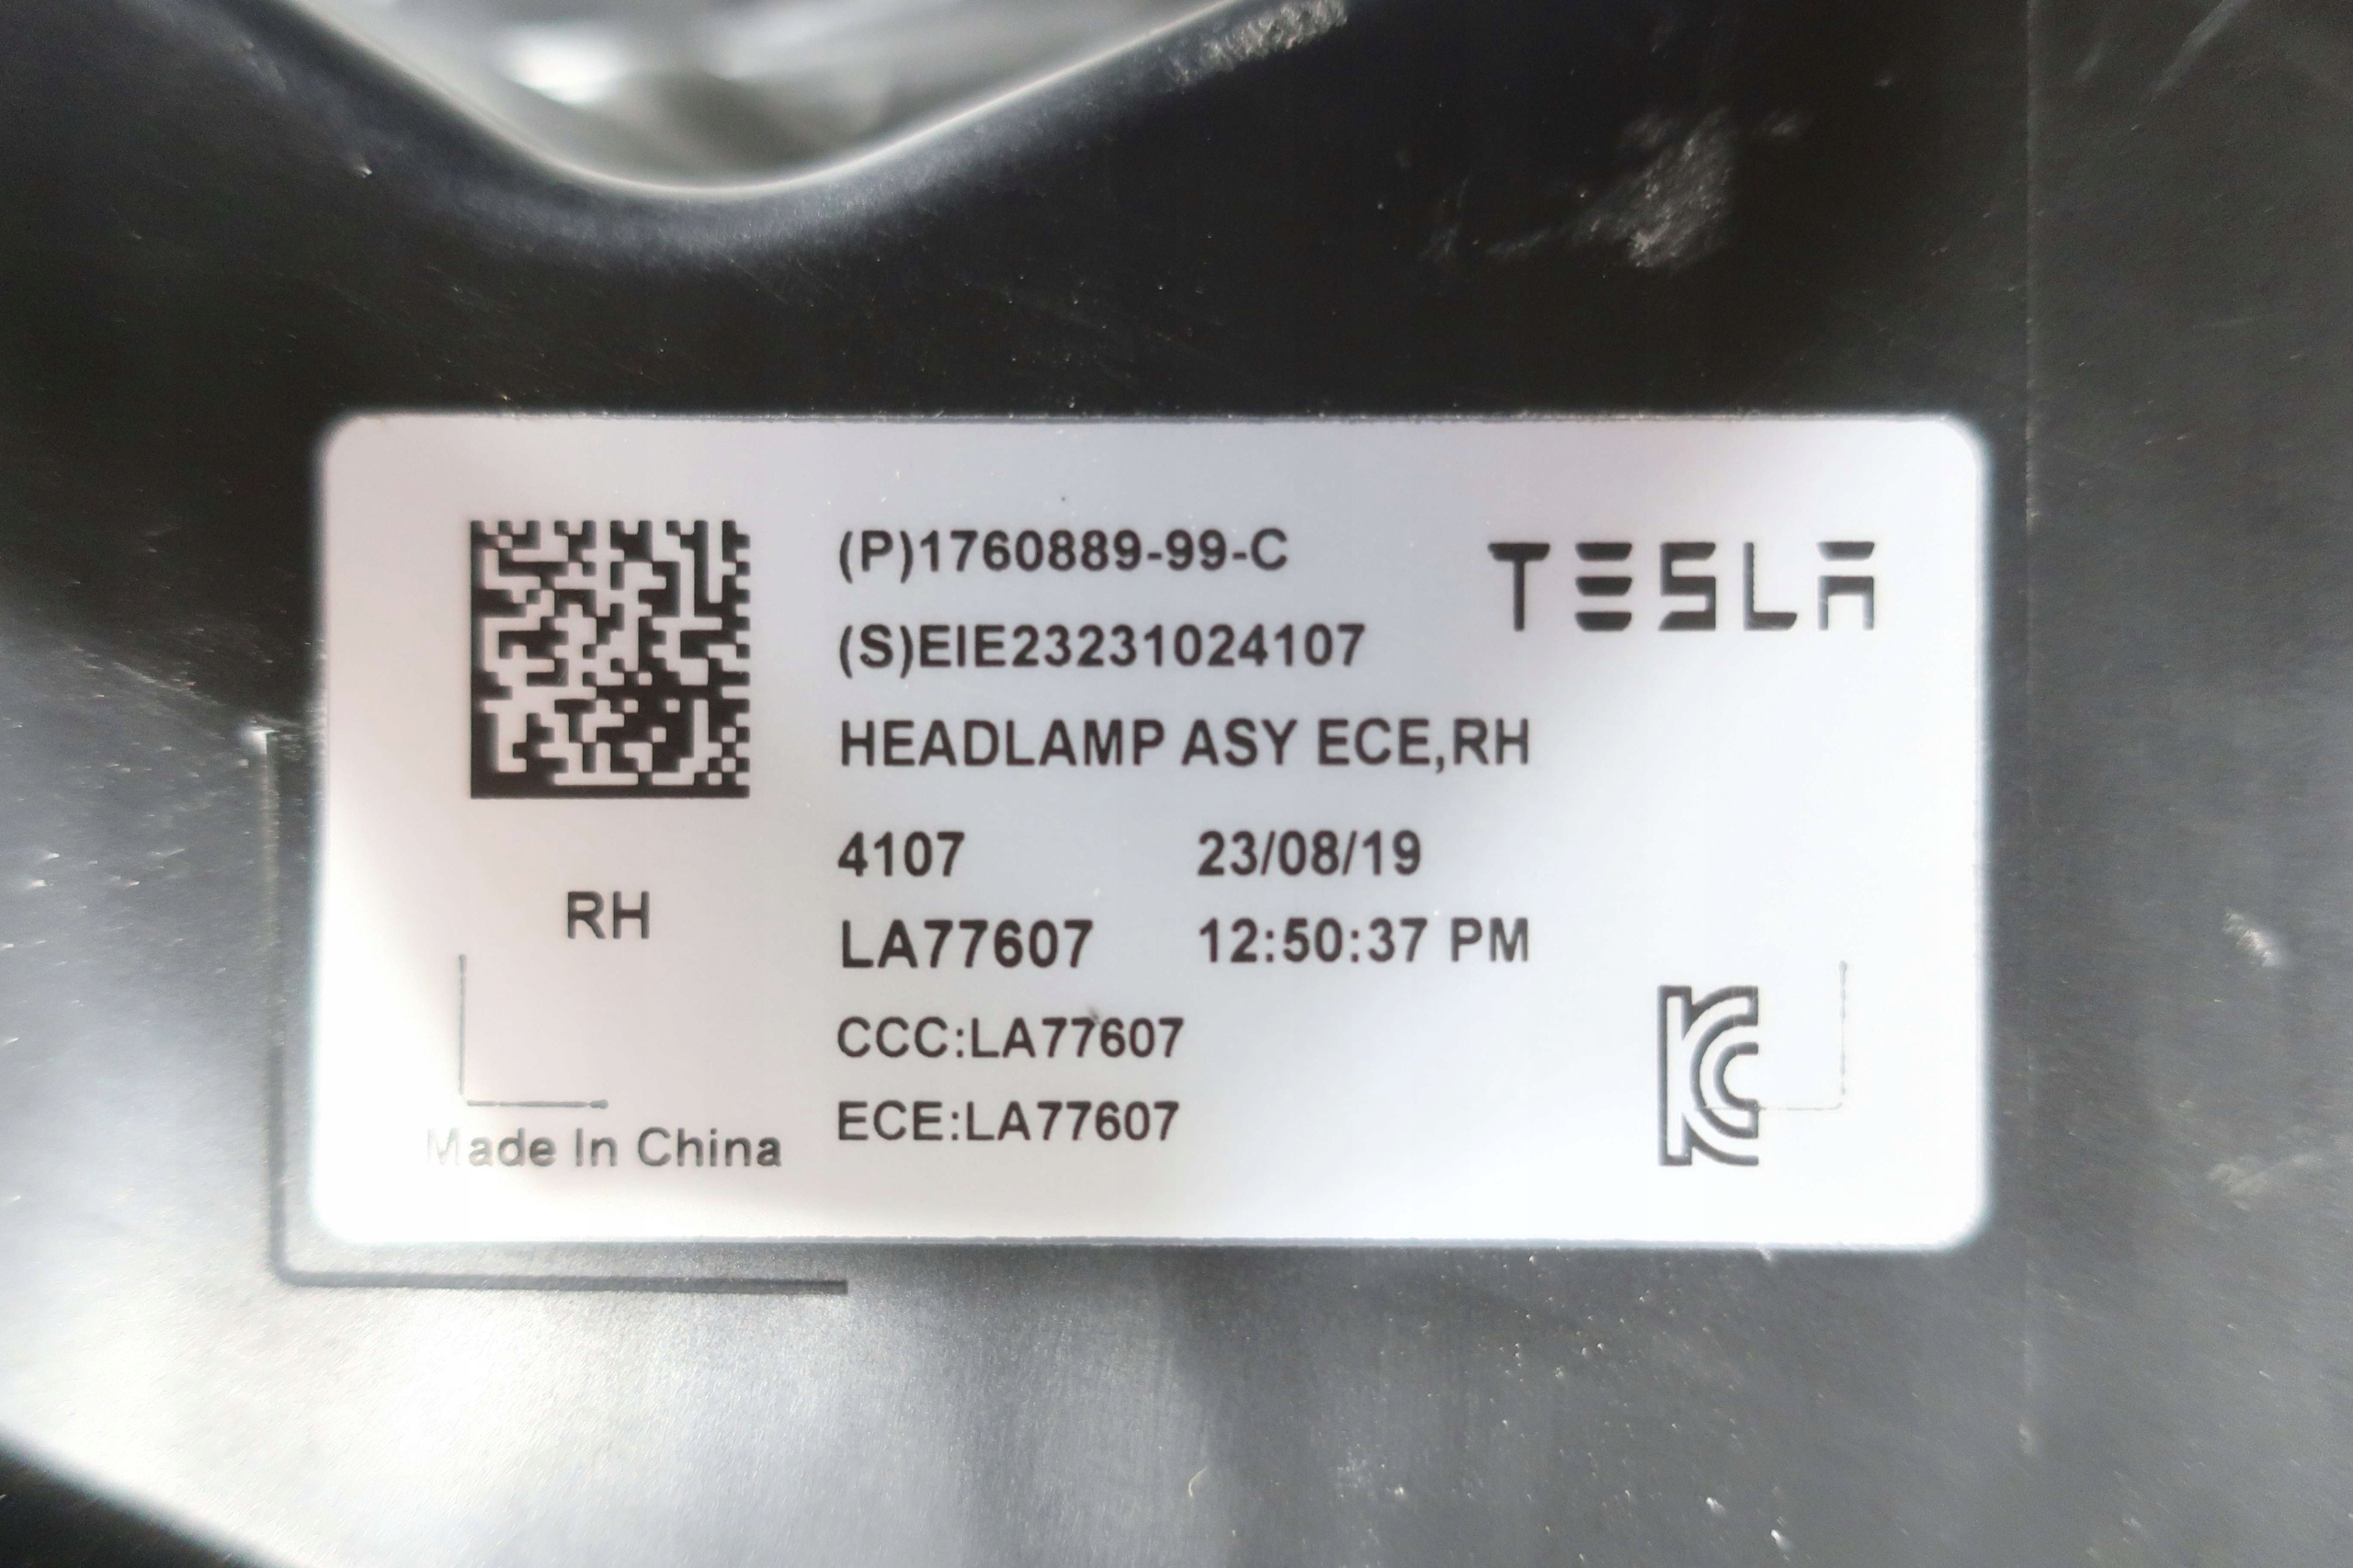 (P)1760889-99-C
TESLA
(S)EIE23231024107
HEADLAMP ASY ECE,RH
4107 23/08/19
RH
LA77607 12:50:37 PM
CCC:LA77607
ECE:LA77607
Made In China
KC